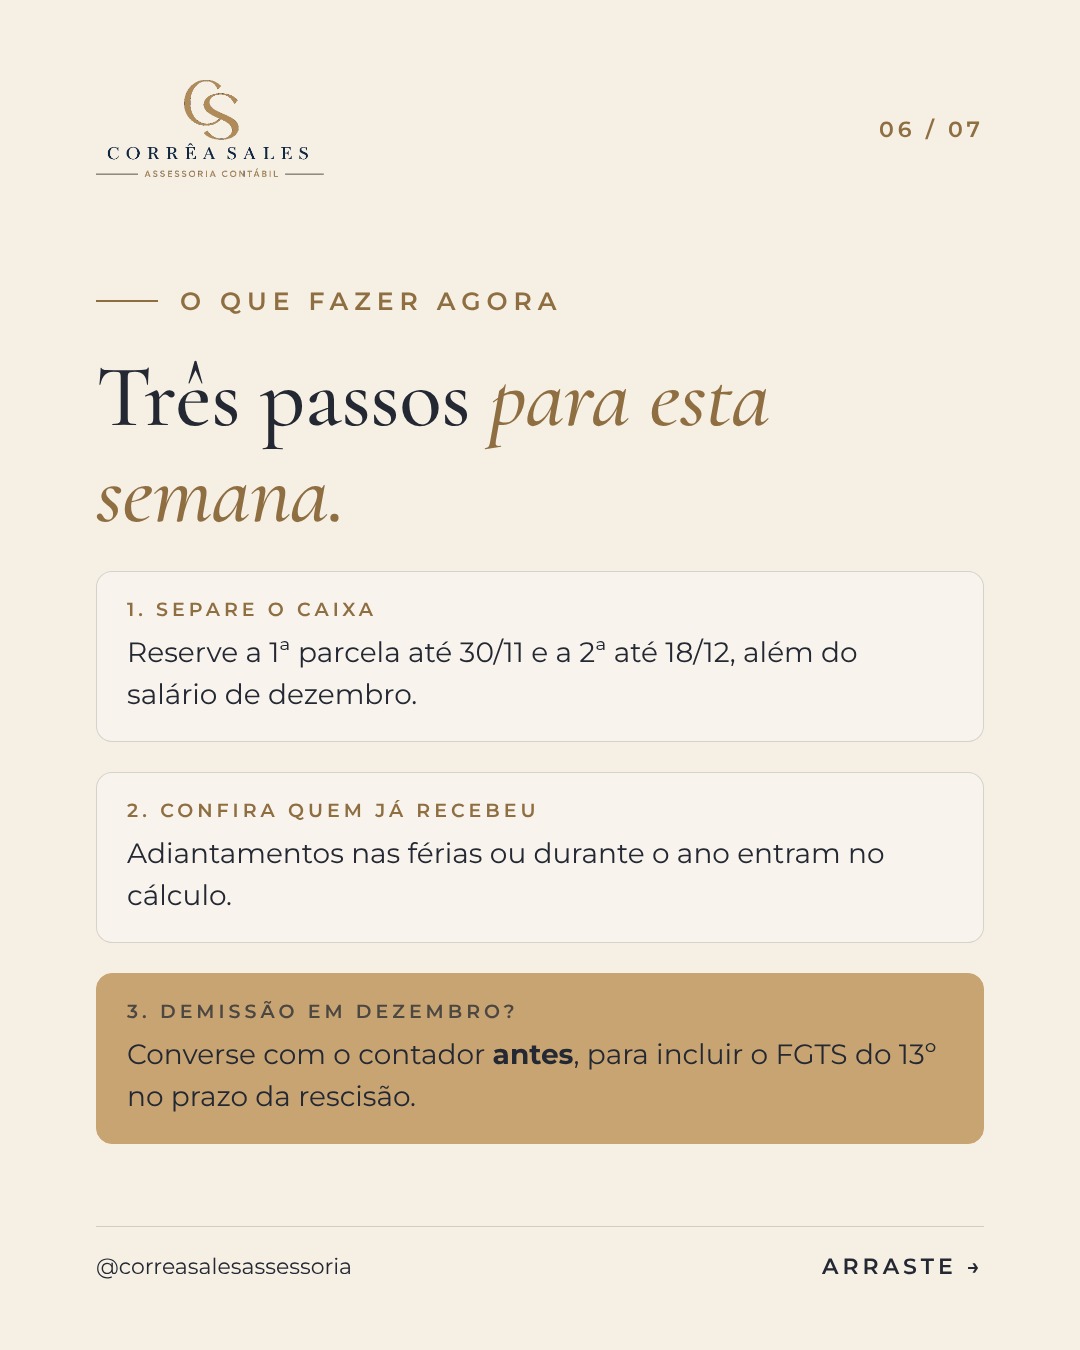 CS
CORRÊA SALES
ASSESSORIA CONTÁBIL
06 / 07
O QUE FAZER AGORA
Três passos para esta
semana.
1. SEPARE O CAIXA
Reserve a 1ª parcela até 30/11 e a 2ª até 18/12, além do
salário de dezembro.
2. CONFIRA QUEM JÁ RECEBEU
Adiantamentos nas férias ou durante o ano entram no
cálculo.
3. DEMISSÃO EM DEZEMBRO?
Converse com o contador antes, para incluir o FGTS do 13º
no prazo da rescisão.
@correasalesassessoria
ARRASTE →